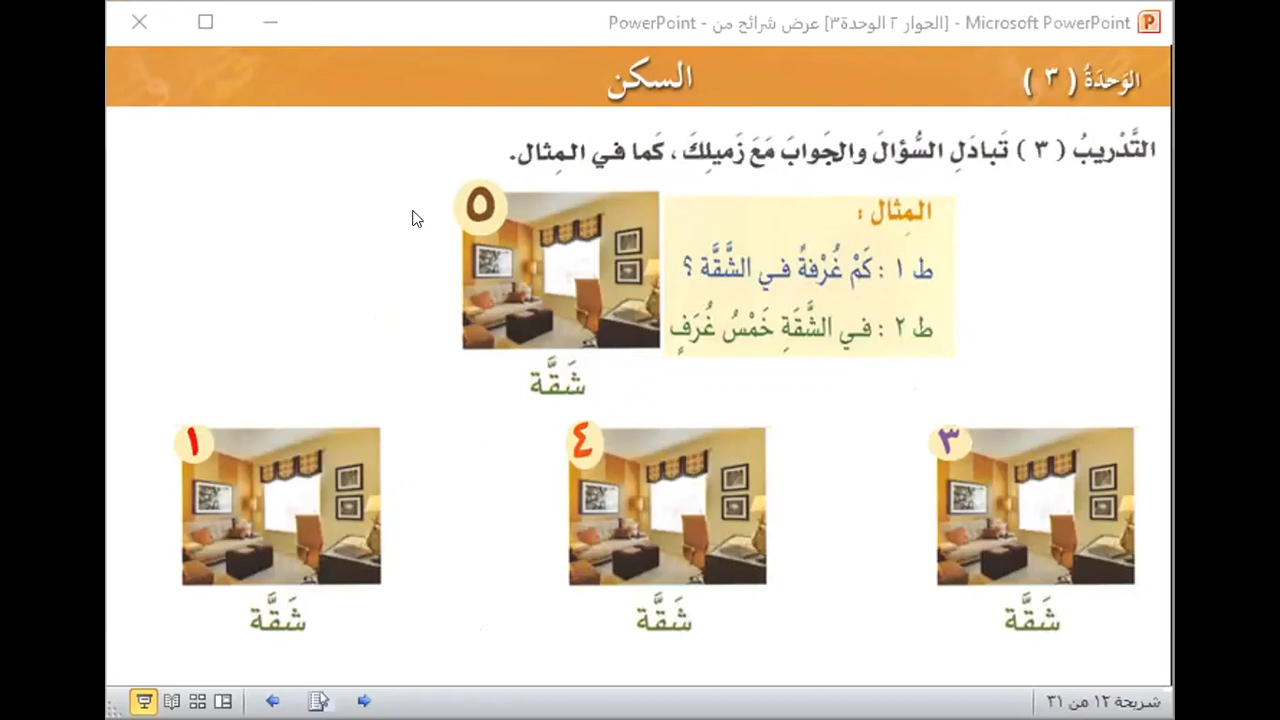 Microsoft PowerPoint - [الحوار ٢ الوحدة٣] عرض شرائح من - PowerPoint
الوَحدَةُ ( ٣ )
السكن
التَّدْريبُ ( ٣ ) تَبادَلِ السُّؤالَ والجَوابَ مَعَ زَميلِكَ ، كَما في المِثال.
المِثال :
ط ١ : كَمْ غُرْفةً في الشَّقَّة ؟
ط ٢ : في الشَّقَةِ خَمْسُ غُرَفٍ
٥
شَقَّة
٣
٤
١
شَقَّة
شَقَّة
شَقَّة
شريحة ١٢ من ٣١